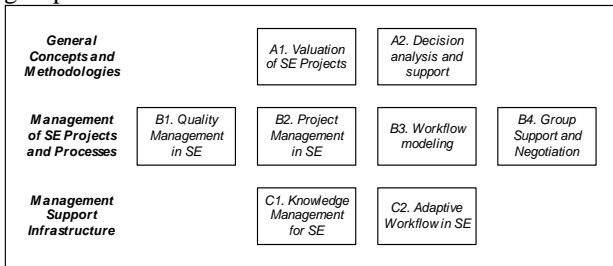 General
Concepts and
Methodologies
A1. Valuation
of SE Projects
A2. Decision
analysis and
support
Management
of SE Projects
and Processes
B1. Quality
Management
in SE
B2. Project
Management
in SE
B3. Workflow
modeling
B4. Group
Support and
Negotiation
Management
Support
Infrastructure
C1. Knowledge
Management
for SE
C2. Adaptive
Workflow in SE